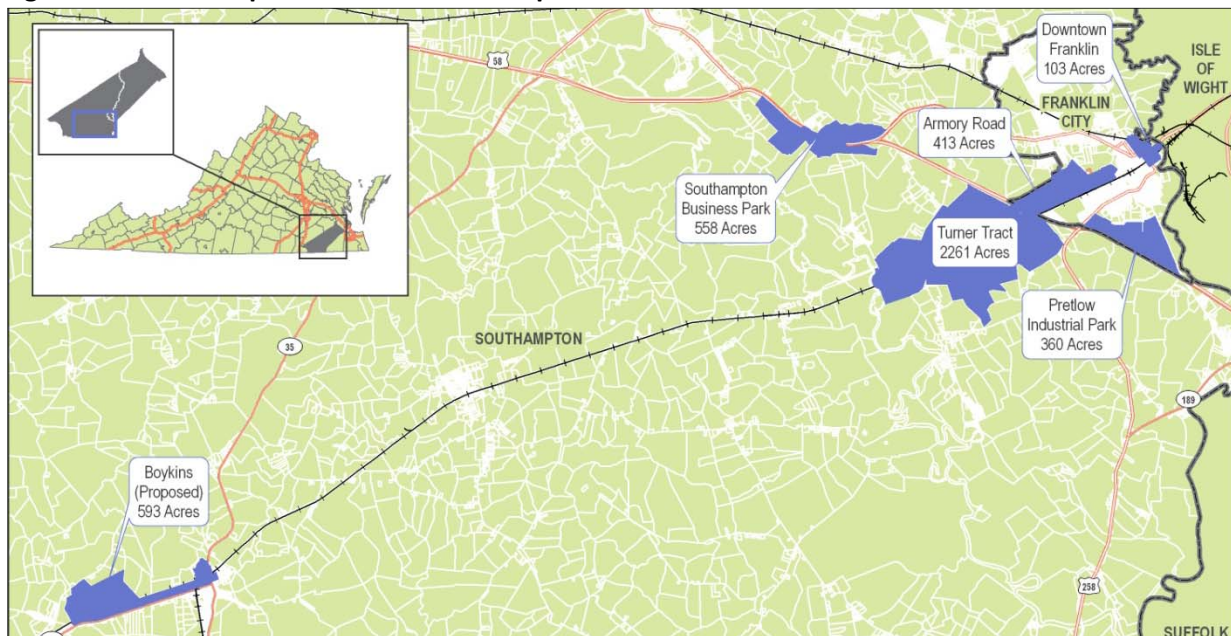 58
Downtown
Franklin
103 Acres
ISLE
OF
WIGHT
FRANKLIN
CITY
Armory Road
413 Acres
Southampton
Business Park
558 Acres
Turner Tract
2261 Acres
Pretlow
Industrial Park
360 Acres
SOUTHAMPTON
35
189
Boykins
(Proposed)
593 Acres
258
SUFFOLK